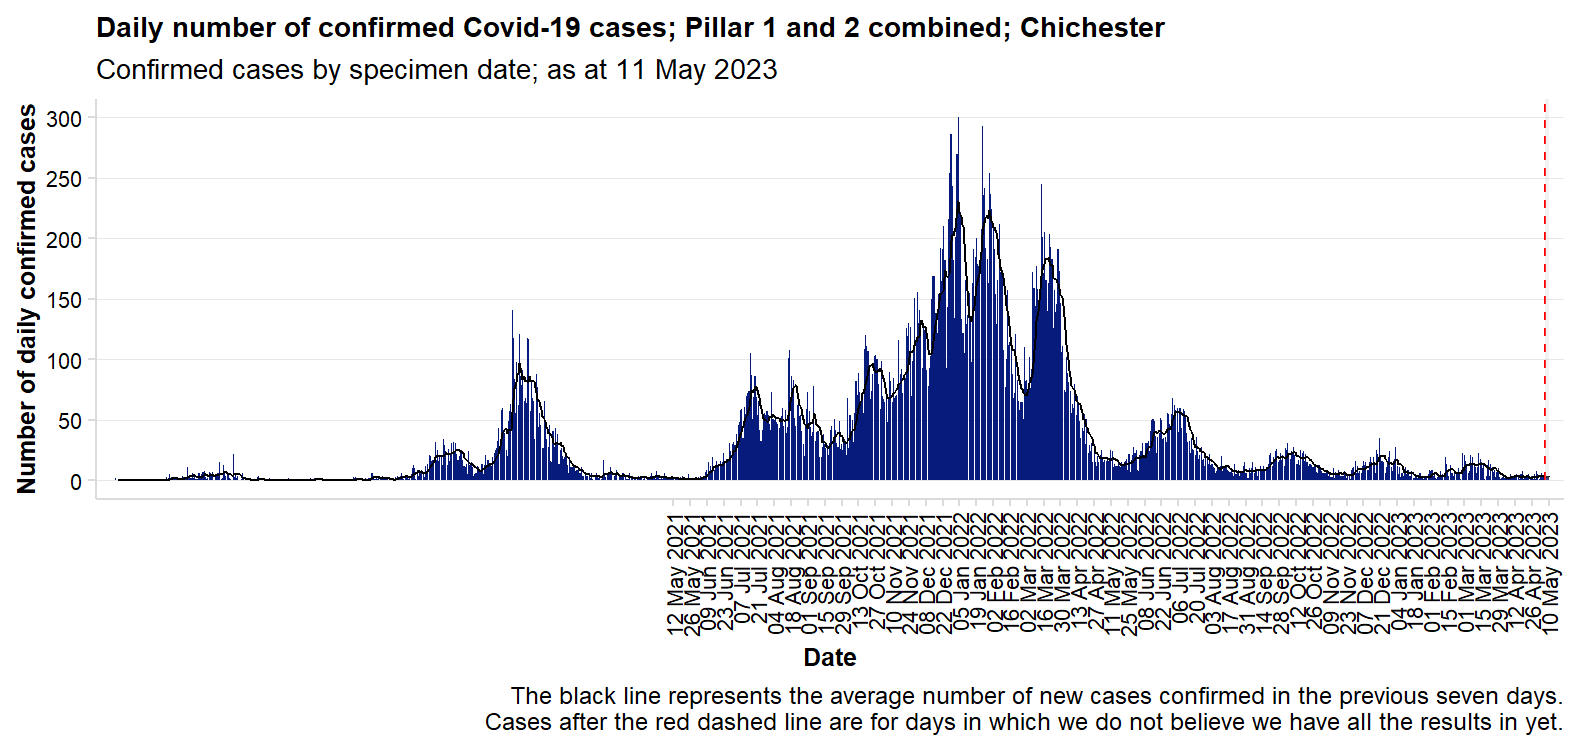 Daily number of confirmed Covid-19 cases; Pillar 1 and 2 combined; Chichester
Confirmed cases by specimen date; as at 11 May 2023
Number of daily confirmed cases
300
250
200
150
100
50
0
12 May 2021
26 May 2021
09 Jun 2021
23 Jun 2021
07 Jul 2021
21 Jul 2021
04 Aug 2021
18 Aug 2021
01 Sep 2021
15 Sep 2021
29 Sep 2021
13 Oct 2021
27 Oct 2021
10 Nov 2021
24 Nov 2021
08 Dec 2021
22 Dec 2021
05 Jan 2022
19 Jan 2022
02 Feb 2022
16 Feb 2022
02 Mar 2022
16 Mar 2022
30 Mar 2022
13 Apr 2022
27 Apr 2022
11 May 2022
25 May 2022
08 Jun 2022
22 Jun 2022
06 Jul 2022
20 Jul 2022
03 Aug 2022
17 Aug 2022
31 Aug 2022
14 Sep 2022
28 Sep 2022
12 Oct 2022
26 Oct 2022
09 Nov 2022
23 Nov 2022
07 Dec 2022
21 Dec 2022
04 Jan 2023
18 Jan 2023
01 Feb 2023
15 Feb 2023
01 Mar 2023
15 Mar 2023
29 Mar 2023
12 Apr 2023
26 Apr 2023
10 May 2023
Date
The black line represents the average number of new cases confirmed in the previous seven days.
Cases after the red dashed line are for days in which we do not believe we have all the results in yet.